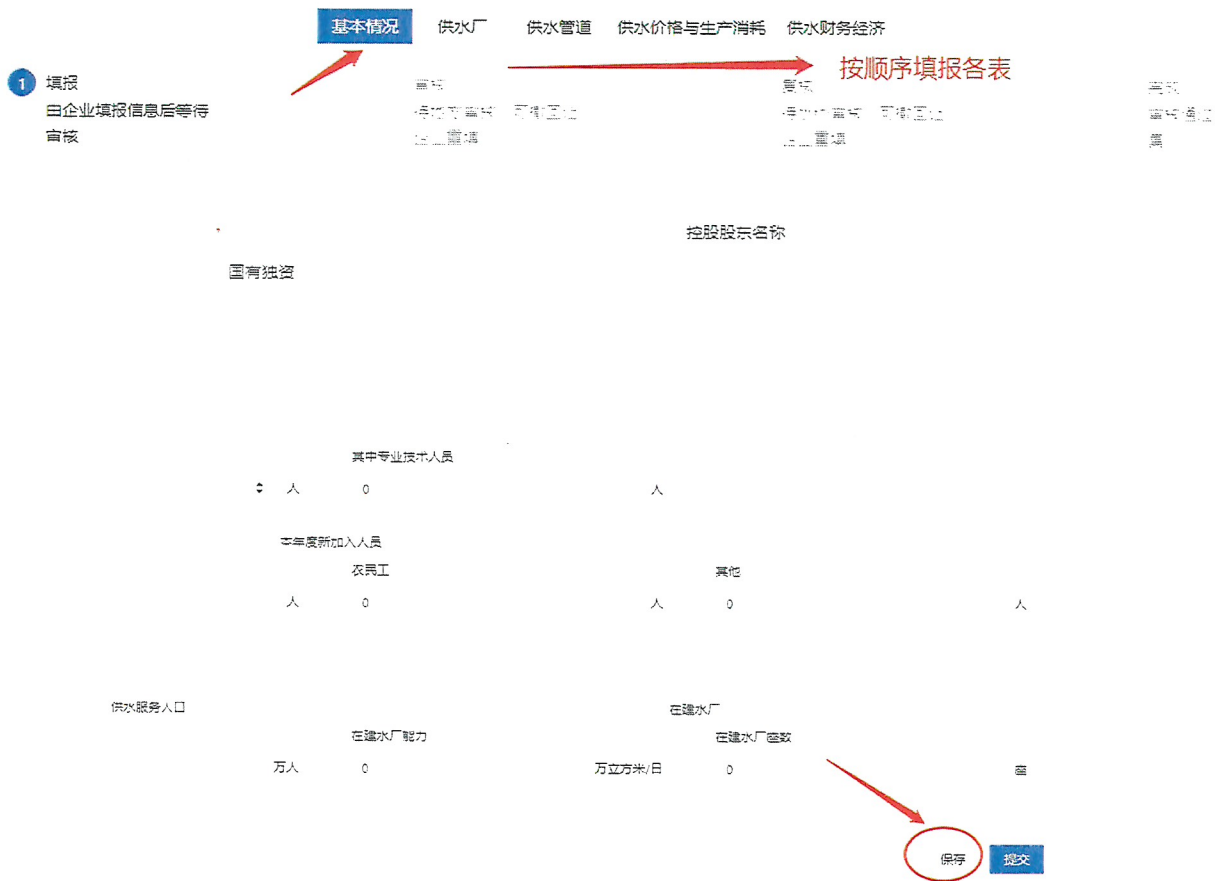 基本情况 供水厂 供水管道 供水价格与生产消耗 供水财务经济
按顺序填报各表
1 填报
由企业填报信息后等待
审核
控股股东名称
国有独资
其中专业技术人员
人 0 人
本年度新加入人员
农民工 其他
人 0 人 0 人
供水服务人口 在建水厂
在建水厂能力 在建水厂座数
万人 0 万立方米/日 0 座
保存 提交